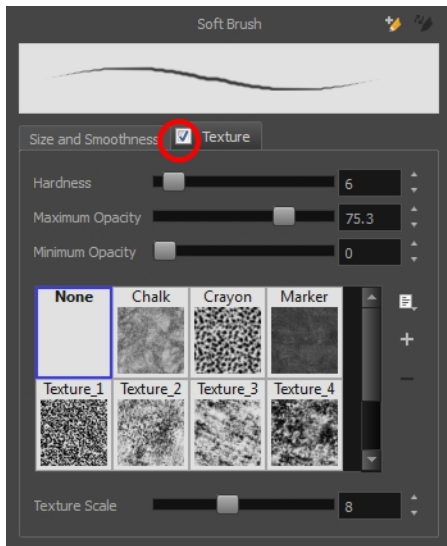 Soft Brush
Size and Smoothness Texture
Hardness 6
Maximum Opacity 75.3
Minimum Opacity 0
None Chalk Crayon Marker
Texture_1 Texture_2 Texture_3 Texture_4
Texture Scale 8